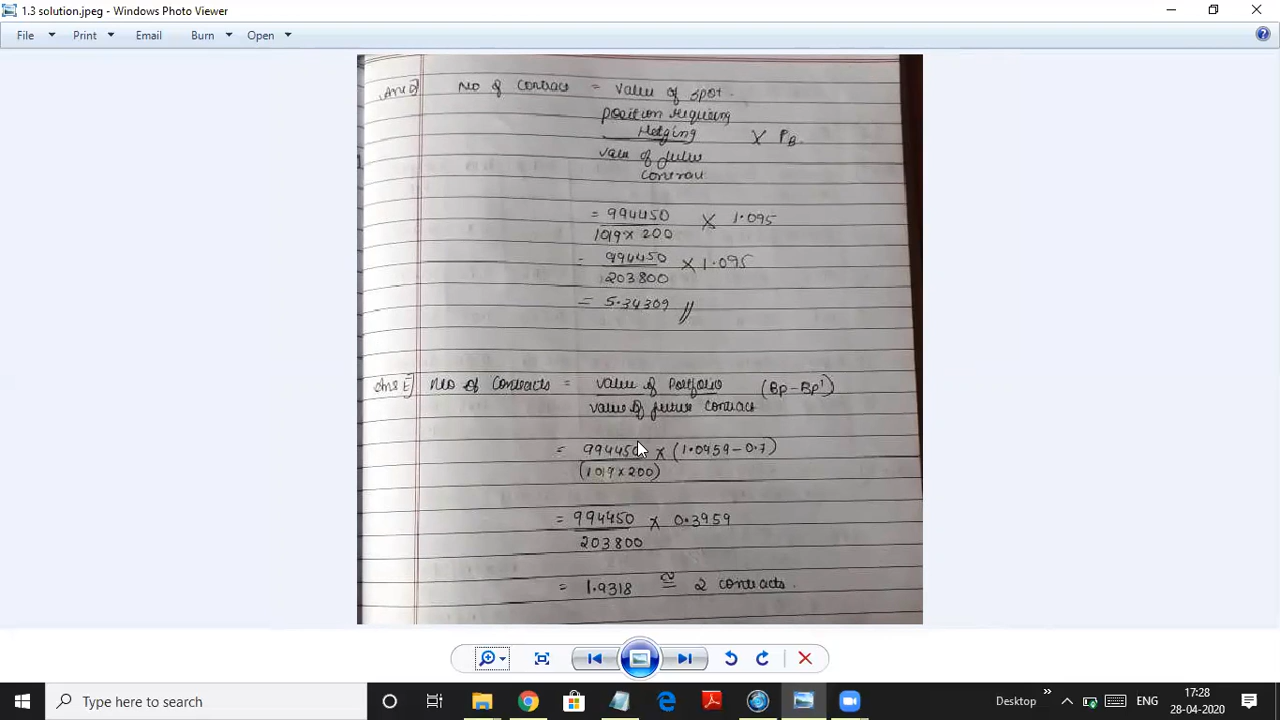 1.3 solution.jpeg - Windows Photo Viewer
File Print Email Burn Open
Ans D] No of Contract = value of spot.
position requiring
Hedging × PB.
value of future
contract
= 994450 × 1.095
1019 × 200
= 994450 × 1.095
203800
= 5.34309 //
Ans E] No of Contracts = value of Portfolio (Bp - Bp')
value of future contract
= 994450 × (1.0959 - 0.7)
(1019 × 200)
= 994450 × 0.3959
203800
= 1.9318 ≅ 2 contracts.
Type here to search
Desktop » ENG 17:28
28-04-2020